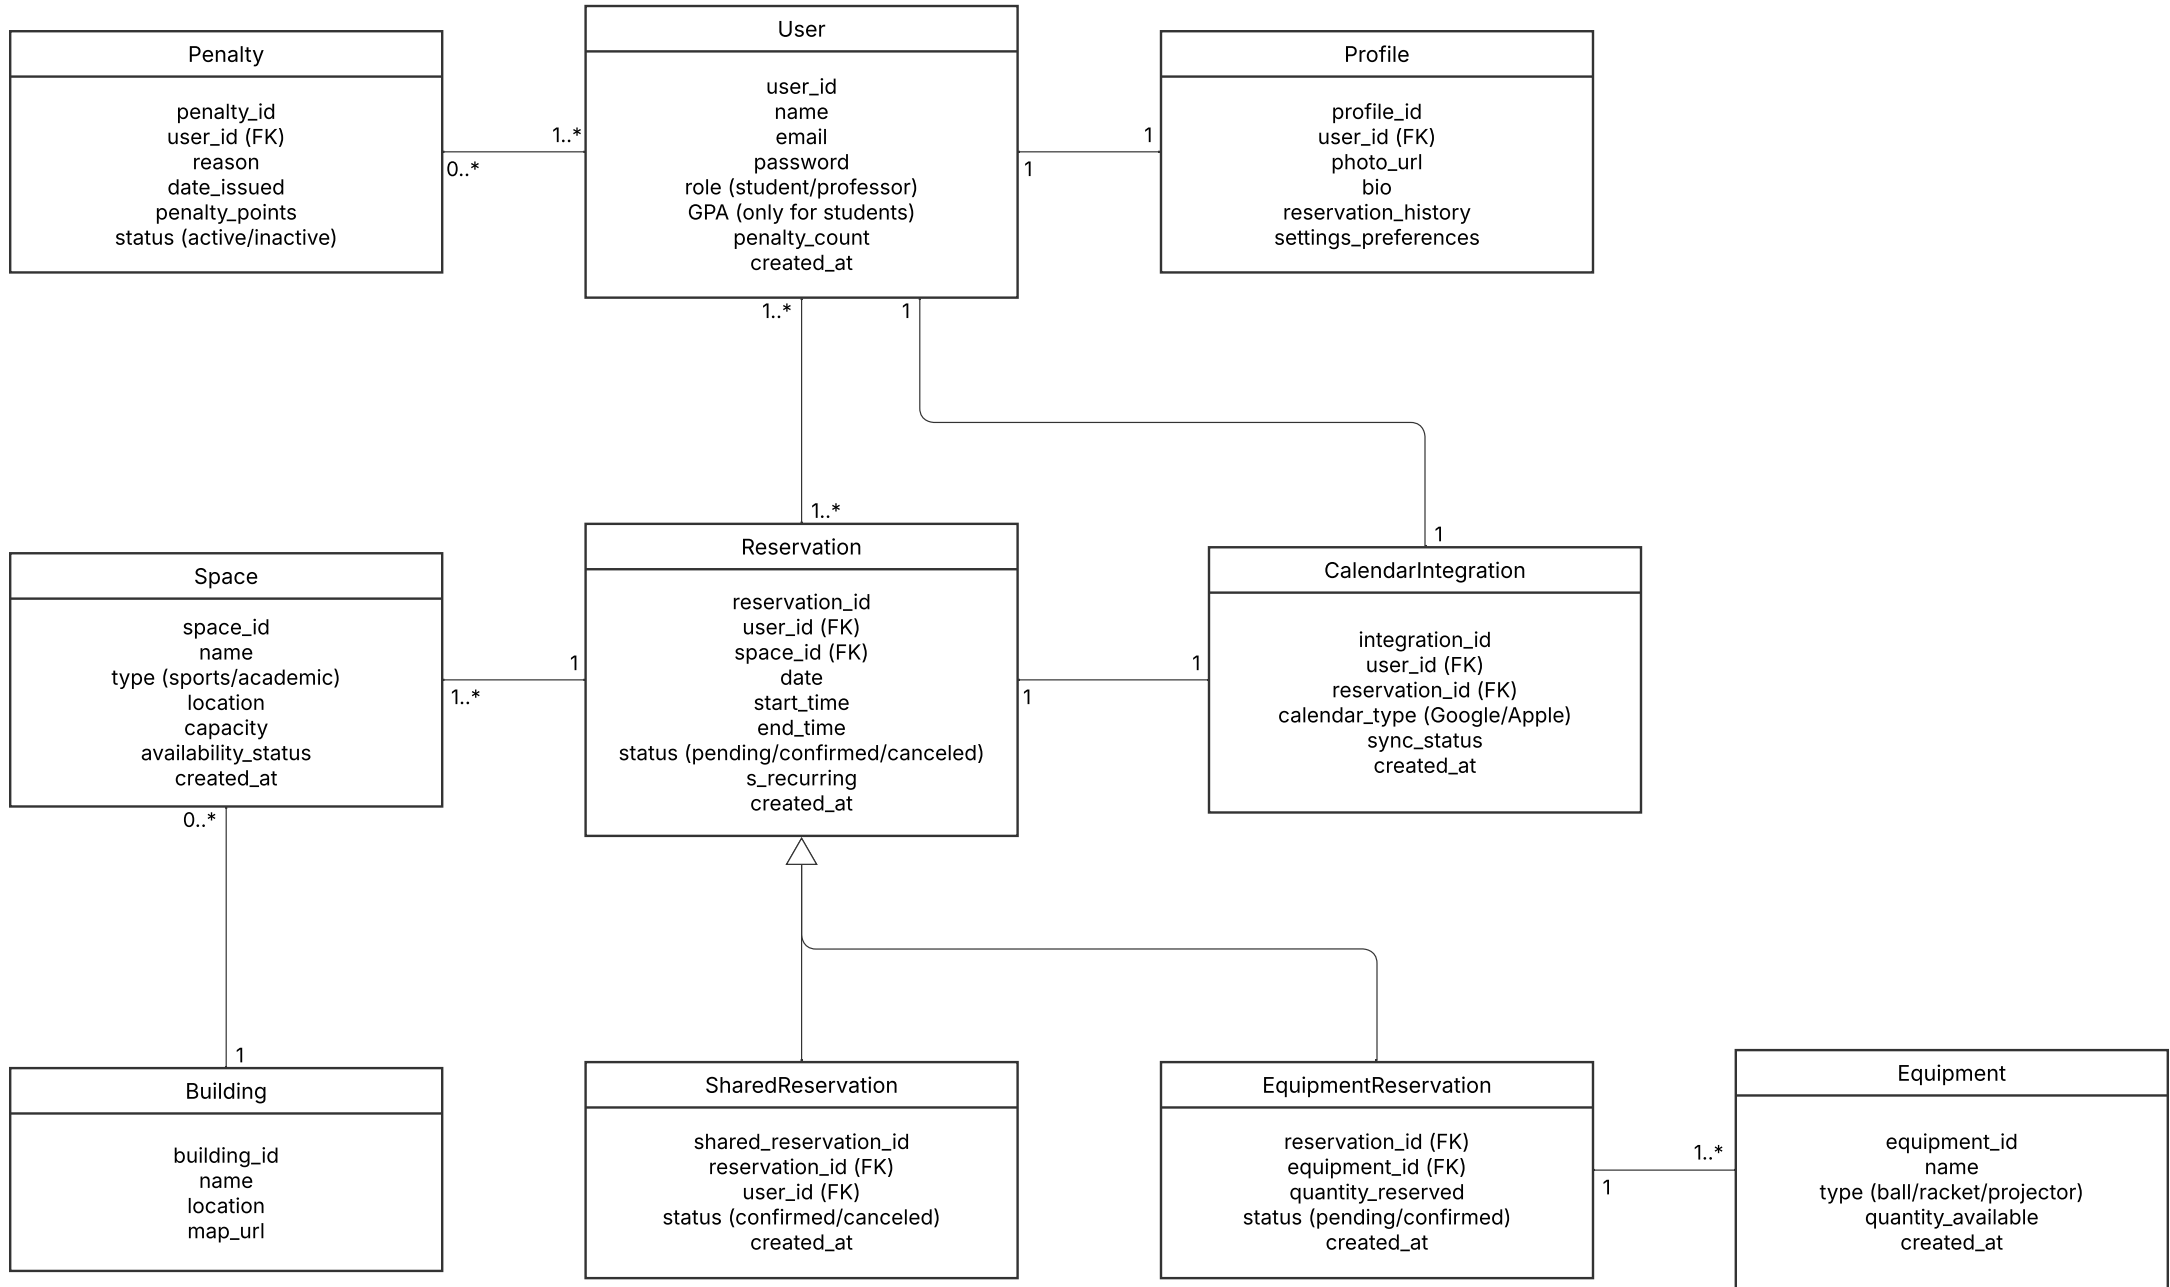 Penalty
penalty_id
user_id (FK)
reason
date_issued
penalty_points
status (active/inactive)
0..*
1..*
User
user_id
name
email
password
role (student/professor)
GPA (only for students)
penalty_count
created_at
1
1
Profile
profile_id
user_id (FK)
photo_url
bio
reservation_history
settings_preferences
1..*
1
1..*
1
Space
space_id
name
type (sports/academic)
location
capacity
availability_status
created_at
1
1..*
Reservation
reservation_id
user_id (FK)
space_id (FK)
date
start_time
end_time
status (pending/confirmed/canceled)
s_recurring
created_at
1
1
CalendarIntegration
integration_id
user_id (FK)
reservation_id (FK)
calendar_type (Google/Apple)
sync_status
created_at
0..*
1
Building
building_id
name
location
map_url
SharedReservation
shared_reservation_id
reservation_id (FK)
user_id (FK)
status (confirmed/canceled)
created_at
EquipmentReservation
reservation_id (FK)
equipment_id (FK)
quantity_reserved
status (pending/confirmed)
created_at
1..*
1
Equipment
equipment_id
name
type (ball/racket/projector)
quantity_available
created_at